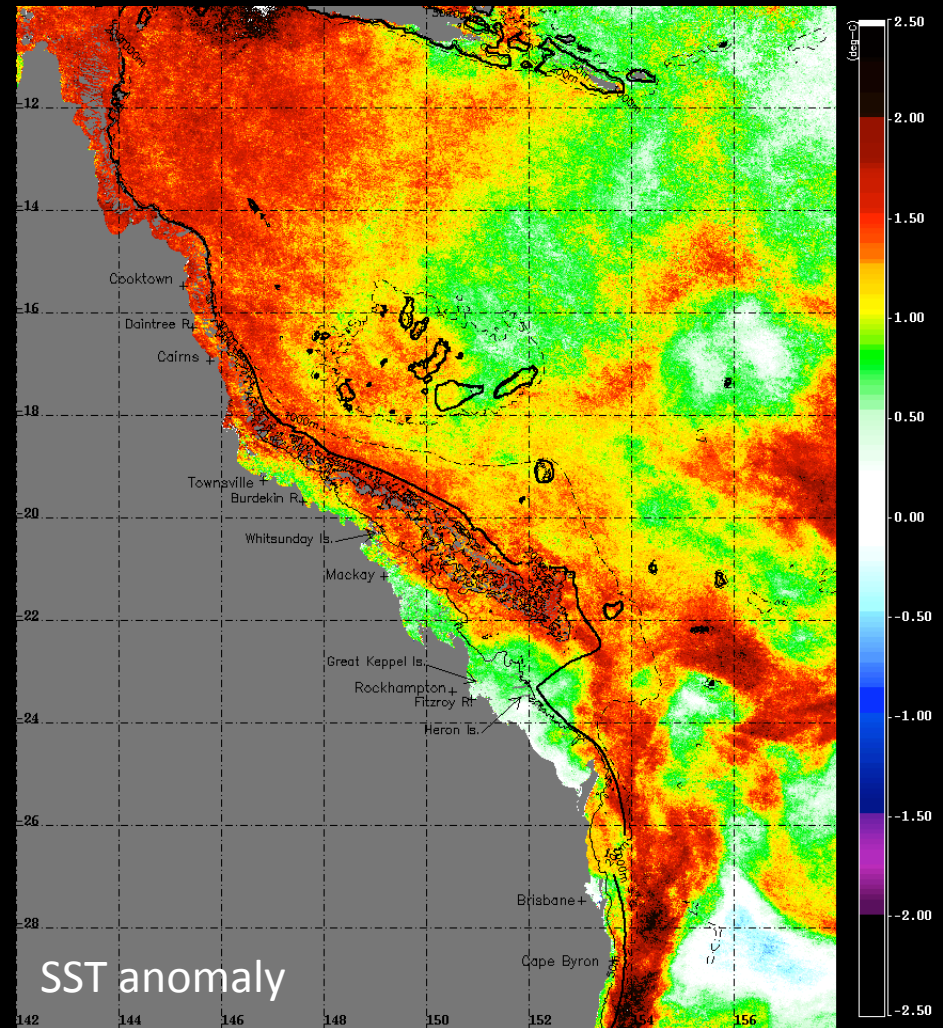 2.50
(deg-C)
2.00
1.50
1.00
0.50
0.00
-0.50
-1.00
-1.50
-2.00
-2.50
-12
-14
-16
-18
-20
-22
-24
-26
-28
Cooktown
Daintree R.
Cairns
Townsville
Burdekin R.
Whitsunday Is.
Mackay
Great Keppel Is.
Rockhampton
Fitzroy R.
Heron Is.
Brisbane
Cape Byron
1000m
SST anomaly
142 144 146 148 150 152 154 156